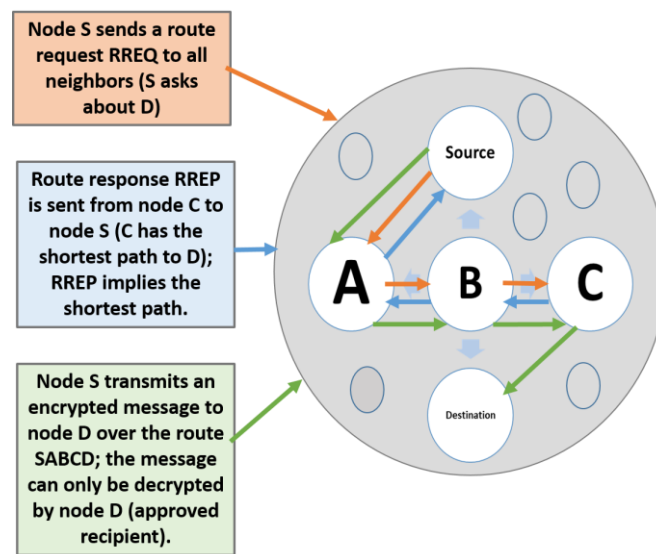 Node S sends a route
request RREQ to all
neighbors (S asks
about D)
Route response RREP
is sent from node C to
node S (C has the
shortest path to D);
RREP implies the
shortest path.
Node S transmits an
encrypted message to
node D over the route
SABCD; the message
can only be decrypted
by node D (approved
recipient).
Source
A
B
C
Destination